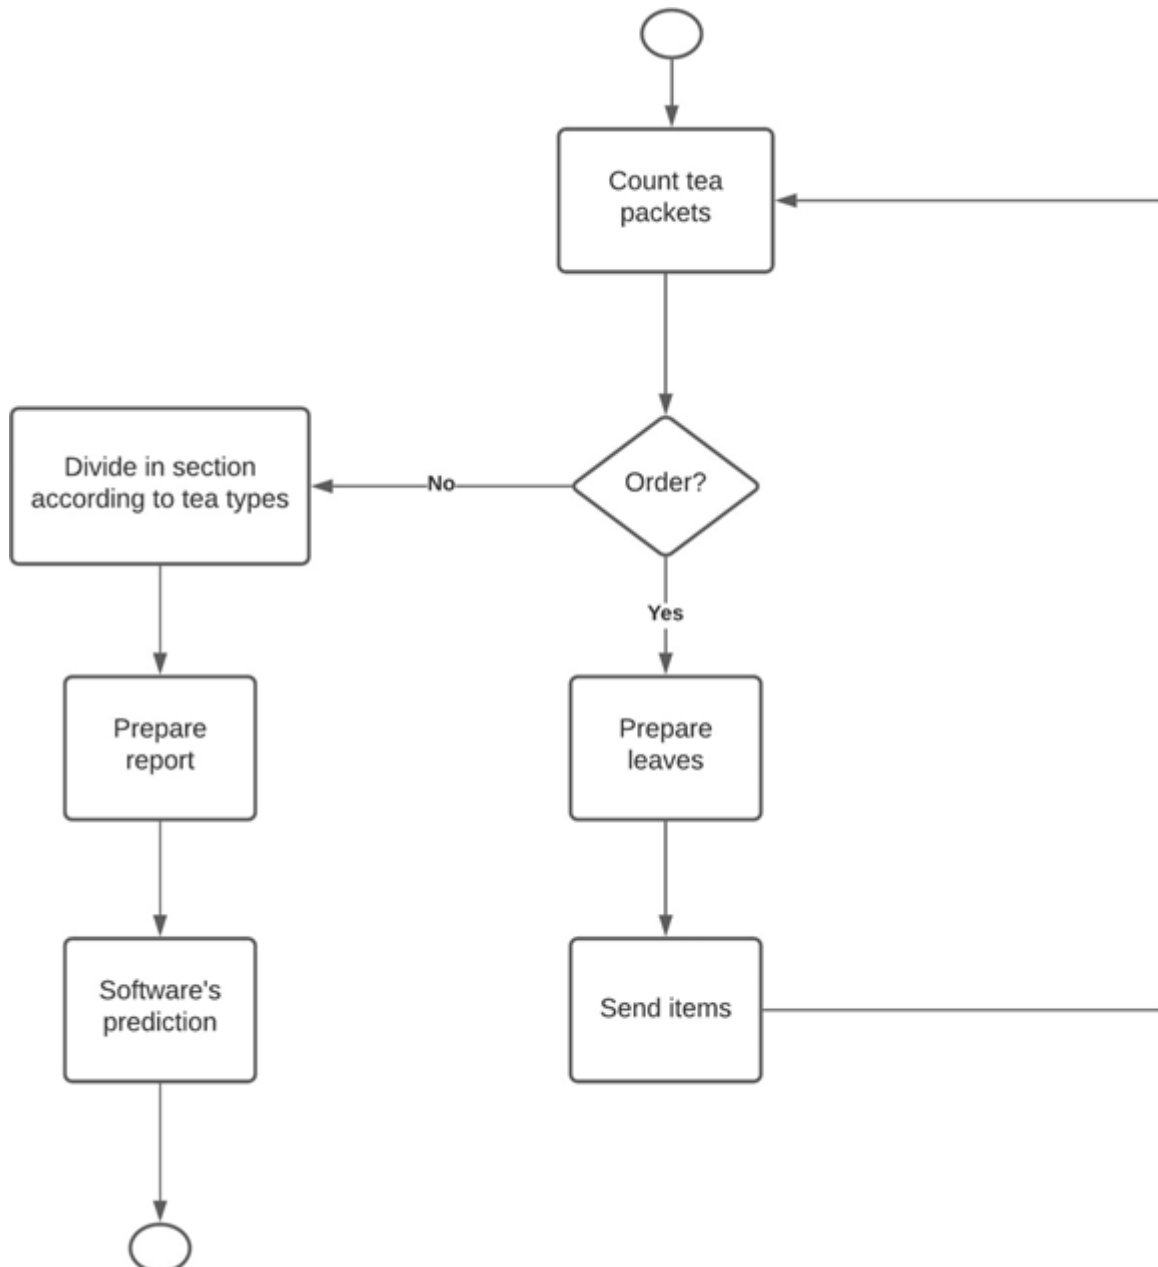 Count tea
packets
Order?
No
Divide in section
according to tea types
Yes
Prepare
report
Prepare
leaves
Software's
prediction
Send items